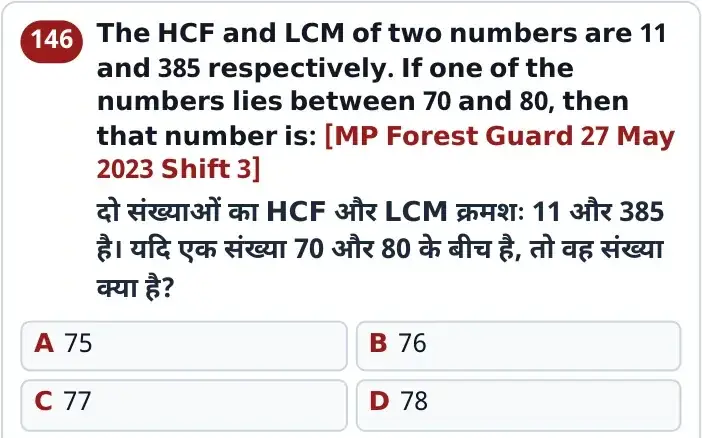 146 The HCF and LCM of two numbers are 11
and 385 respectively. If one of the
numbers lies between 70 and 80, then
that number is: [MP Forest Guard 27 May
2023 Shift 3]
दो संख्याओं का HCF और LCM क्रमशः 11 और 385
है। यदि एक संख्या 70 और 80 के बीच है, तो वह संख्या
क्या है?
A 75
B 76
C 77
D 78